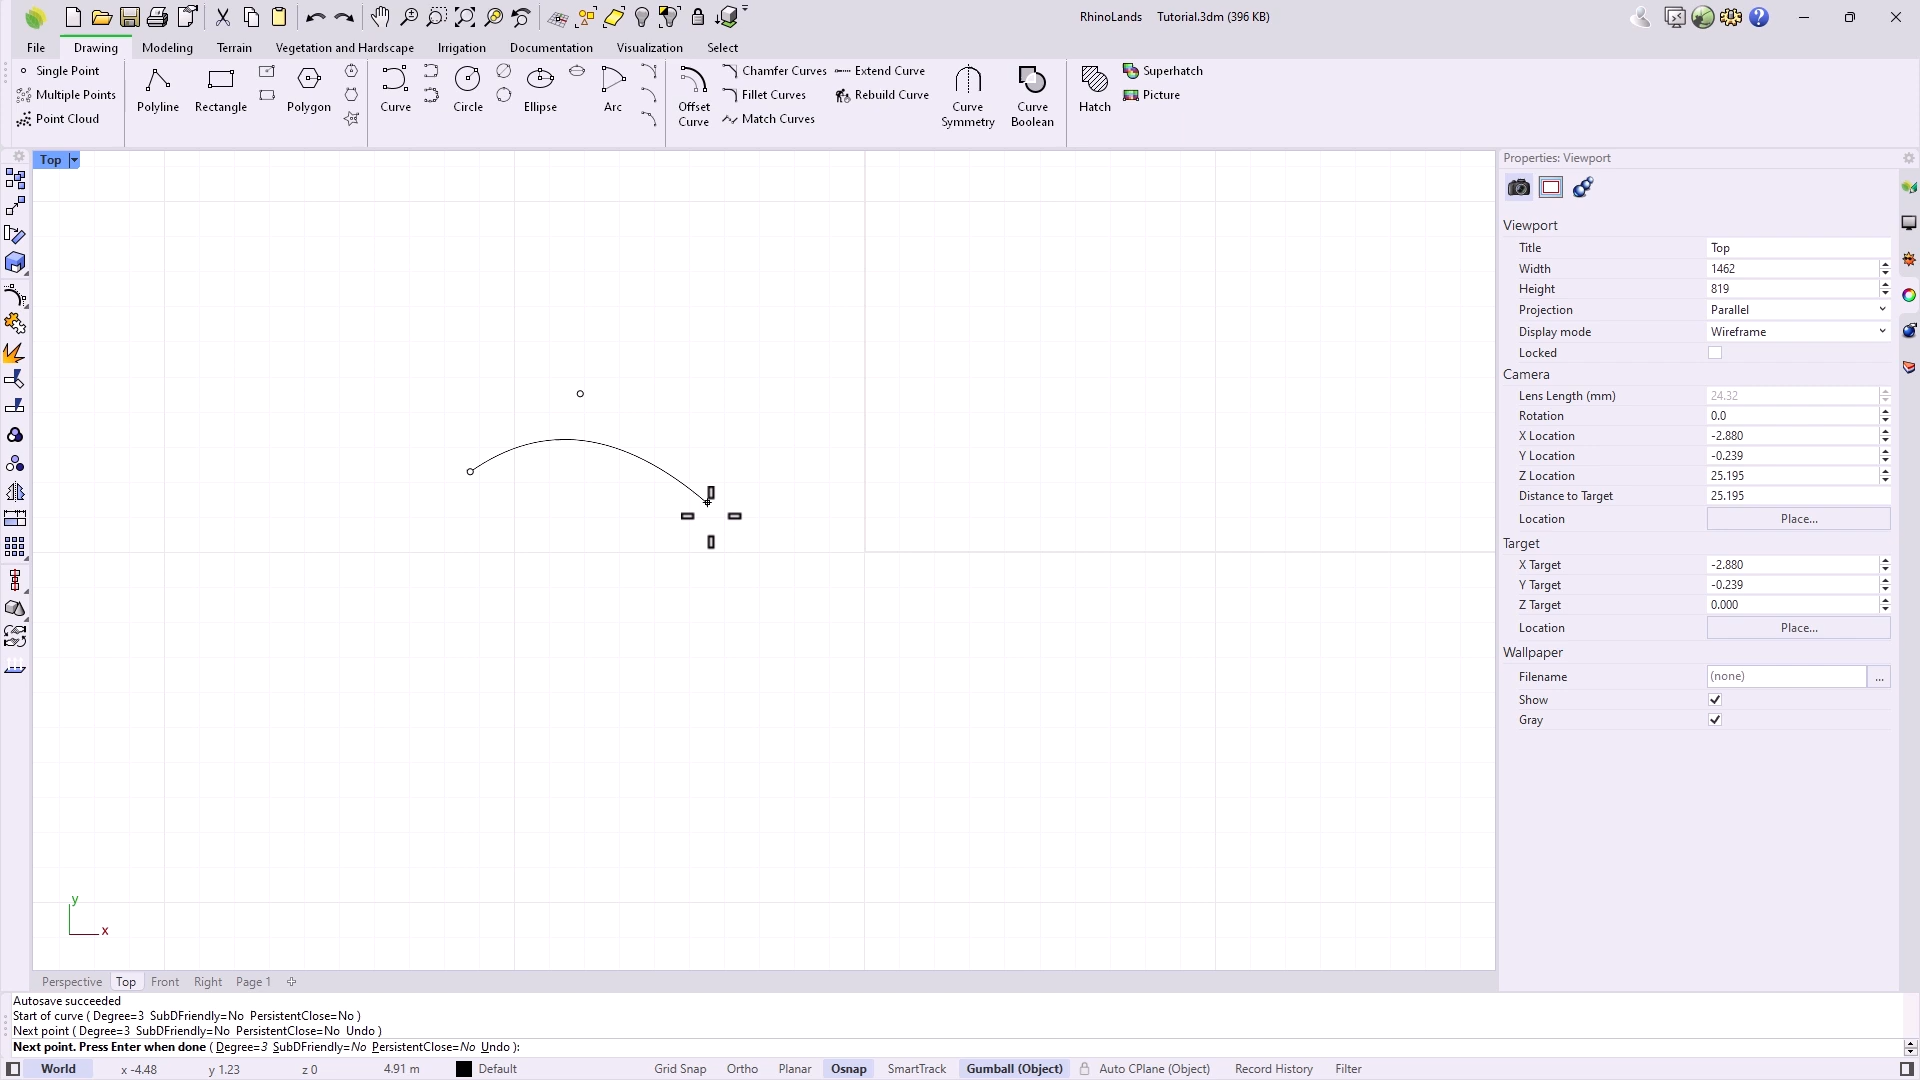 RhinoLands Tutorial.3dm (396 KB)
File Drawing Modeling Terrain Vegetation and Hardscape Irrigation Documentation Visualization Select
Single Point
Multiple Points
Point Cloud
Polyline
Rectangle
Polygon
Curve
Circle
Ellipse
Arc
Offset
Curve
Chamfer Curves
Fillet Curves
Match Curves
Extend Curve
Rebuild Curve
Curve
Symmetry
Curve
Boolean
Hatch
Superhatch
Picture
Top
y
x
Properties: Viewport
Viewport
Title Top
Width 1462
Height 819
Projection Parallel
Display mode Wireframe
Locked
Camera
Lens Length (mm) 24.32
Rotation 0.0
X Location -2.880
Y Location -0.239
Z Location 25.195
Distance to Target 25.195
Location Place...
Target
X Target -2.880
Y Target -0.239
Z Target 0.000
Location Place...
Wallpaper
Filename (none) ...
Show
Gray
Perspective Top Front Right Page 1
Autosave succeeded
Start of curve ( Degree=3 SubDFriendly=No PersistentClose=No )
Next point ( Degree=3 SubDFriendly=No PersistentClose=No Undo )
Next point. Press Enter when done ( Degree=3 SubDFriendly=No PersistentClose=No Undo ):
World x -4.48 y 1.23 z 0 4.91 m Default Grid Snap Ortho Planar Osnap SmartTrack Gumball (Object) Auto CPlane (Object) Record History Filter